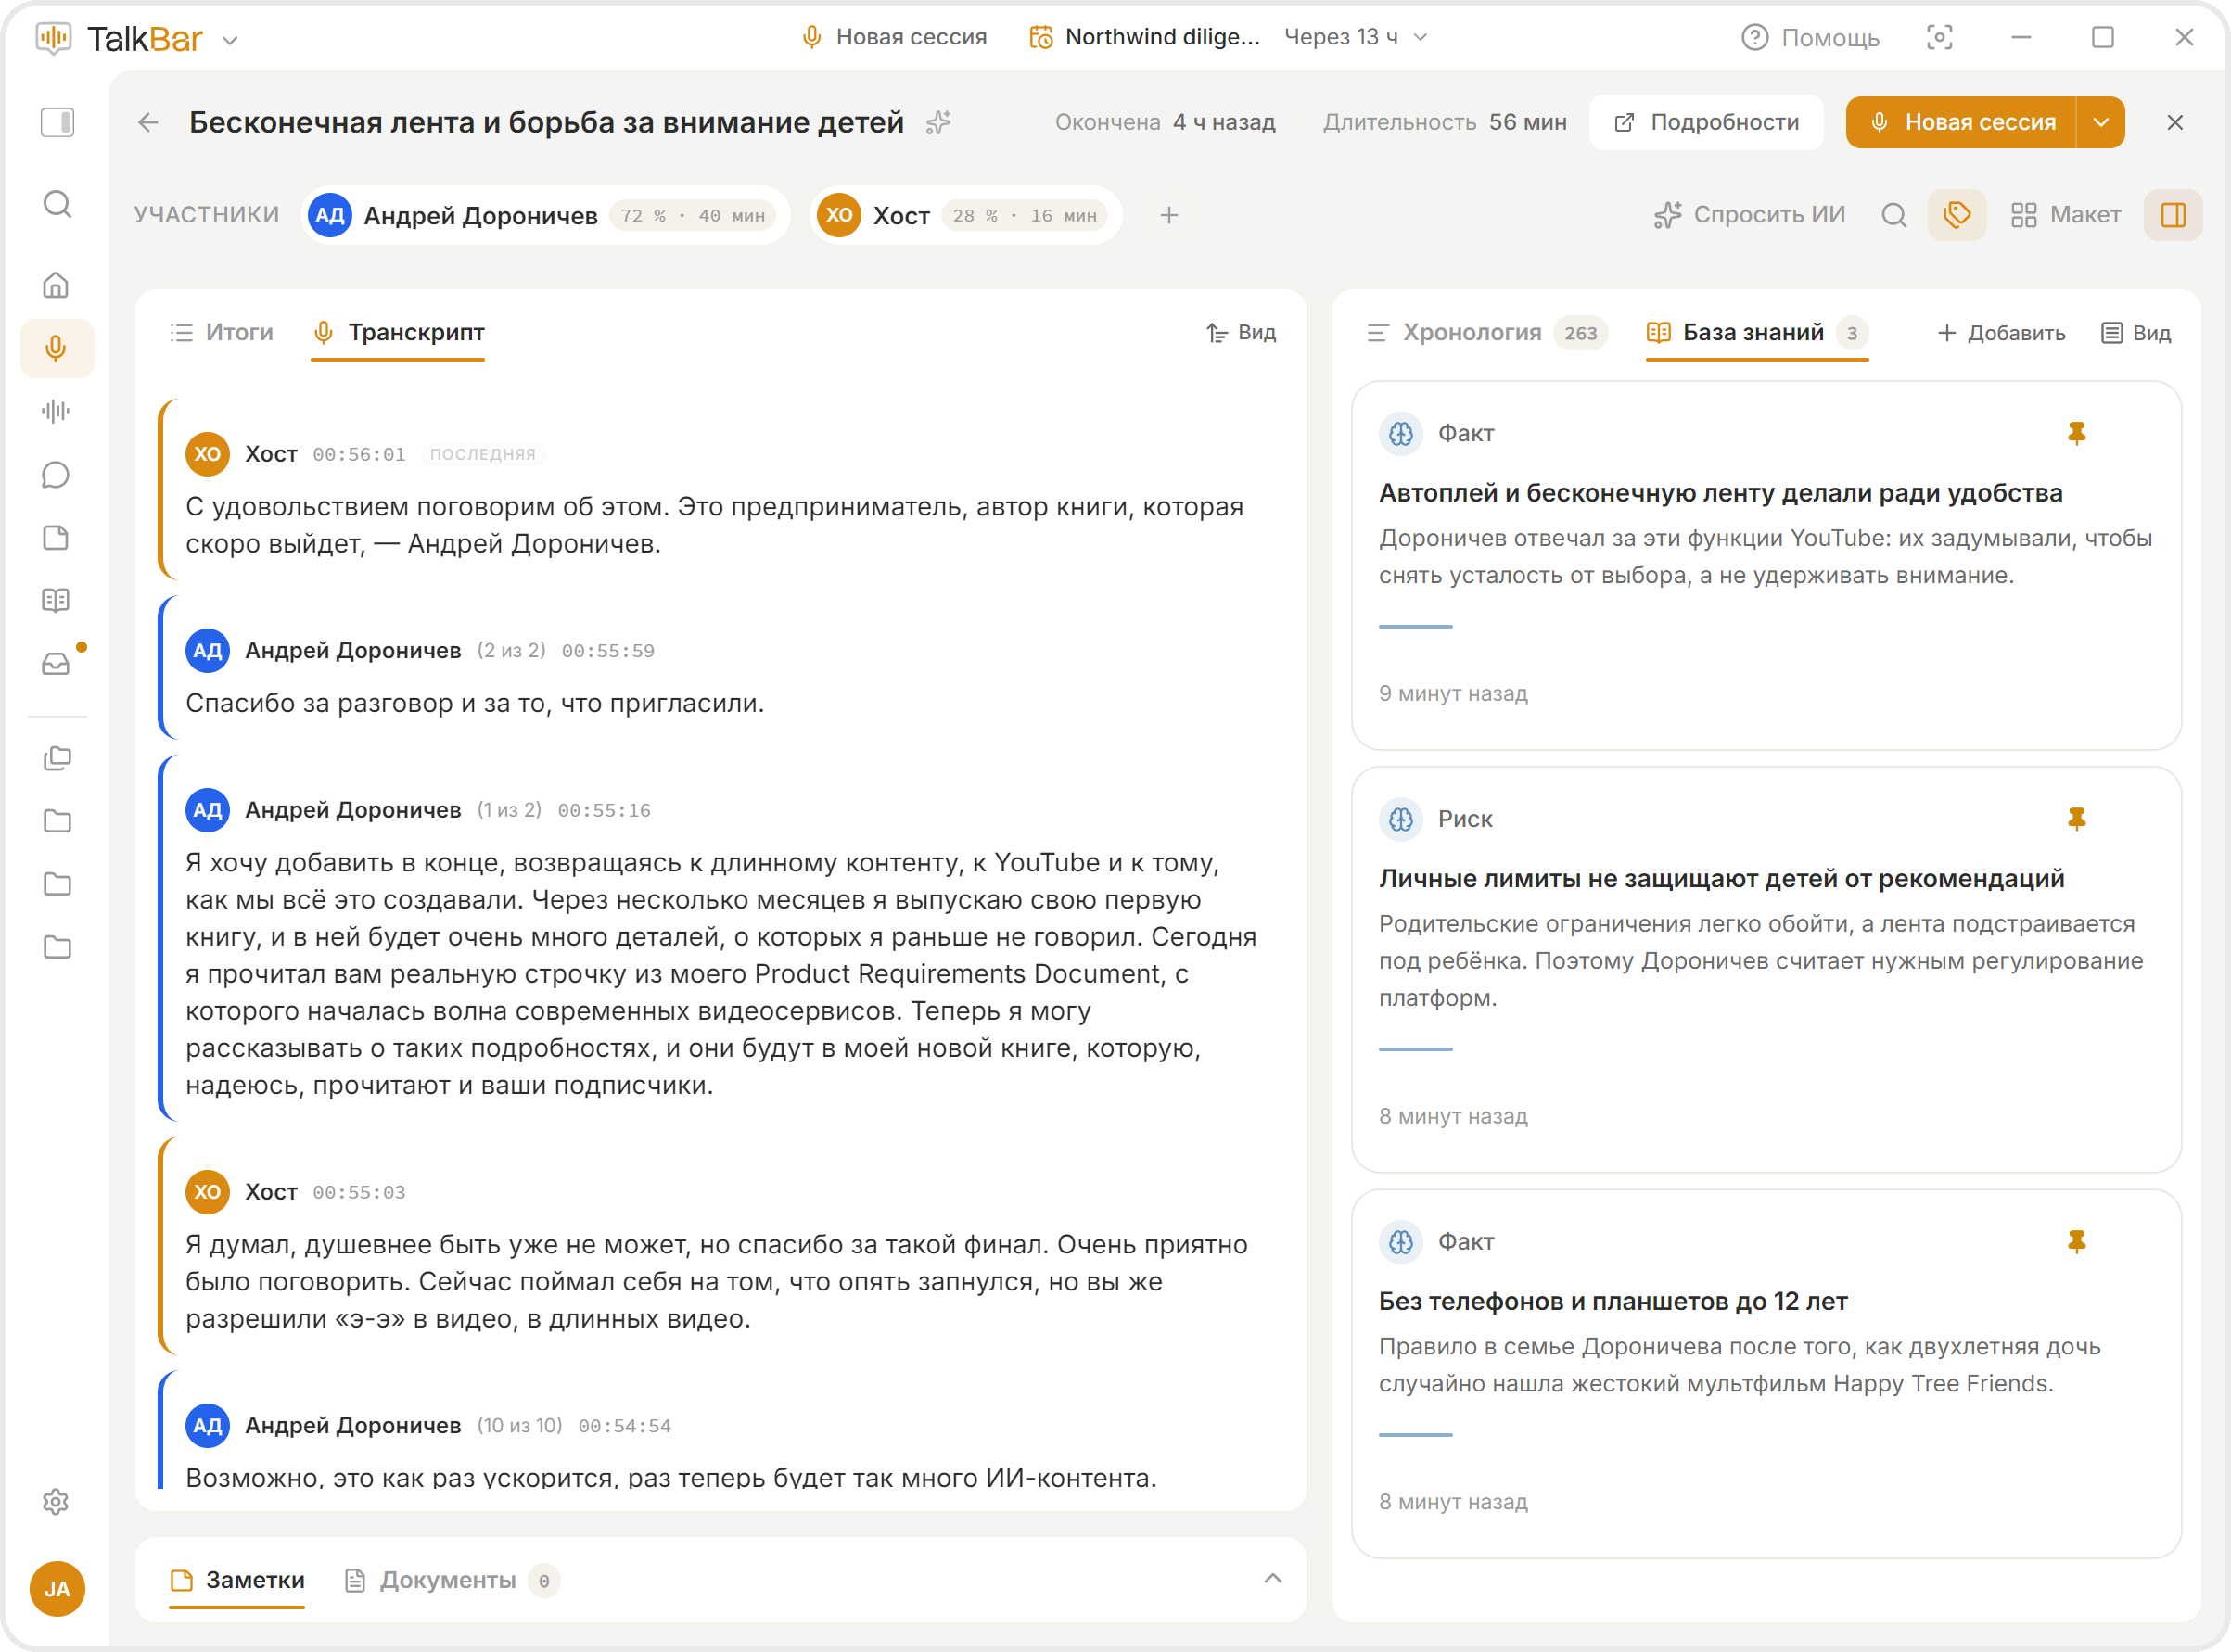 TalkBar
Новая сессия
Northwind dilige...
Через 13 ч
Помощь
Бесконечная лента и борьба за внимание детей
Окончена 4 ч назад
Длительность 56 мин
Подробности
Новая сессия
УЧАСТНИКИ
АД Андрей Дороничев 72 % · 40 мин
ХО Хост 28 % · 16 мин
Спросить ИИ
Макет
Итоги
Транскрипт
Вид
ХО Хост 00:56:01 ПОСЛЕДНЯЯ
С удовольствием поговорим об этом. Это предприниматель, автор книги, которая
скоро выйдет, — Андрей Дороничев.
АД Андрей Дороничев (2 из 2) 00:55:59
Спасибо за разговор и за то, что пригласили.
АД Андрей Дороничев (1 из 2) 00:55:16
Я хочу добавить в конце, возвращаясь к длинному контенту, к YouTube и к тому,
как мы всё это создавали. Через несколько месяцев я выпускаю свою первую
книгу, и в ней будет очень много деталей, о которых я раньше не говорил. Сегодня
я прочитал вам реальную строчку из моего Product Requirements Document, с
которого началась волна современных видеосервисов. Теперь я могу
рассказывать о таких подробностях, и они будут в моей новой книге, которую,
надеюсь, прочитают и ваши подписчики.
ХО Хост 00:55:03
Я думал, душевнее быть уже не может, но спасибо за такой финал. Очень приятно
было поговорить. Сейчас поймал себя на том, что опять запнулся, но вы же
разрешили «э-э» в видео, в длинных видео.
АД Андрей Дороничев (10 из 10) 00:54:54
Возможно, это как раз ускорится, раз теперь будет так много ИИ-контента.
Заметки
Документы 0
Хронология 263
База знаний 3
Добавить
Вид
Факт
Автоплей и бесконечную ленту делали ради удобства
Дороничев отвечал за эти функции YouTube: их задумывали, чтобы
снять усталость от выбора, а не удерживать внимание.
9 минут назад
Риск
Личные лимиты не защищают детей от рекомендаций
Родительские ограничения легко обойти, а лента подстраивается
под ребёнка. Поэтому Дороничев считает нужным регулирование
платформ.
8 минут назад
Факт
Без телефонов и планшетов до 12 лет
Правило в семье Дороничева после того, как двухлетняя дочь
случайно нашла жестокий мультфильм Happy Tree Friends.
8 минут назад
JA